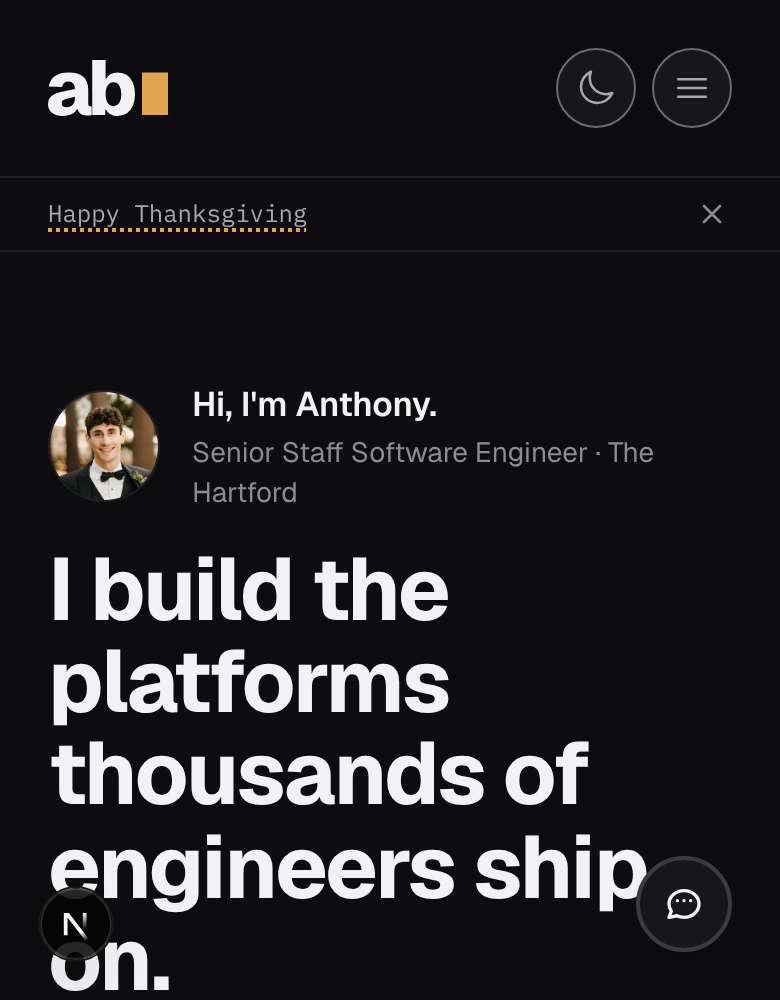 ab
Happy Thanksgiving
Hi, I'm Anthony.
Senior Staff Software Engineer · The
Hartford
I build the
platforms
thousands of
engineers ship
on.
N